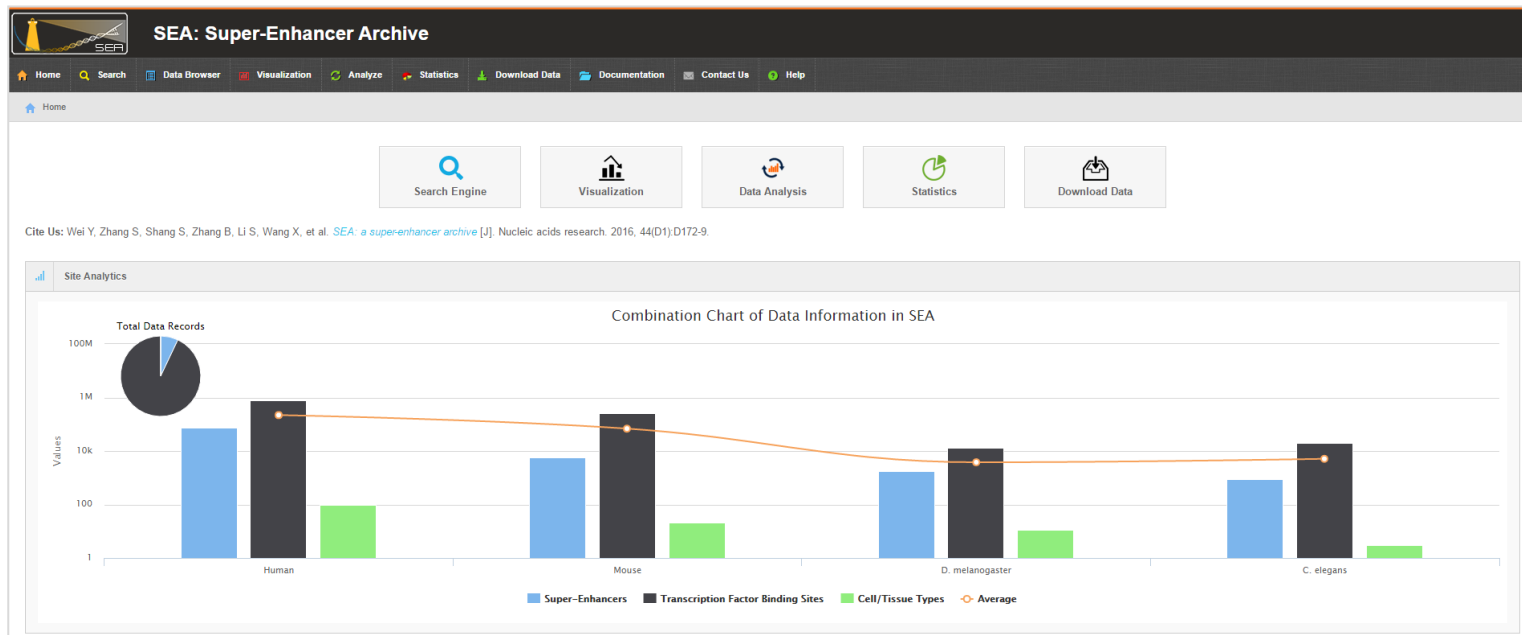 SEA
SEA: Super-Enhancer Archive
Home Search Data Browser Visualization Analyze Statistics Download Data Documentation Contact Us Help
Home
Search Engine Visualization Data Analysis Statistics Download Data
Cite Us: Wei Y, Zhang S, Shang S, Zhang B, Li S, Wang X, et al. SEA: a super-enhancer archive [J]. Nucleic acids research. 2016, 44(D1):D172-9.
Site Analytics
Combination Chart of Data Information in SEA
Total Data Records
100M
1M
10k
100
1
Values
Human Mouse D. melanogaster C. elegans
Super-Enhancers Transcription Factor Binding Sites Cell/Tissue Types Average